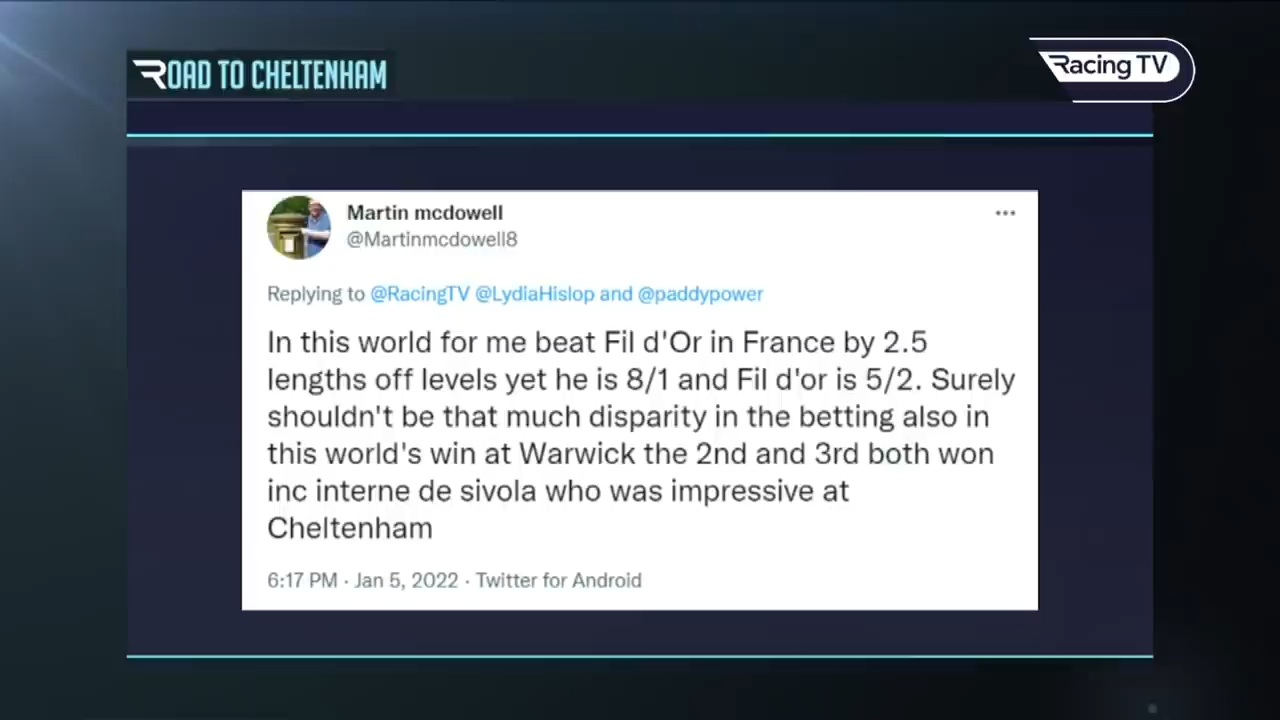 ROAD TO CHELTENHAM
Racing TV
Martin mcdowell
@Martinmcdowell8
Replying to @RacingTV @LydiaHislop and @paddypower
In this world for me beat Fil d'Or in France by 2.5
lengths off levels yet he is 8/1 and Fil d'or is 5/2. Surely
shouldn't be that much disparity in the betting also in
this world's win at Warwick the 2nd and 3rd both won
inc interne de sivola who was impressive at
Cheltenham
6:17 PM · Jan 5, 2022 · Twitter for Android